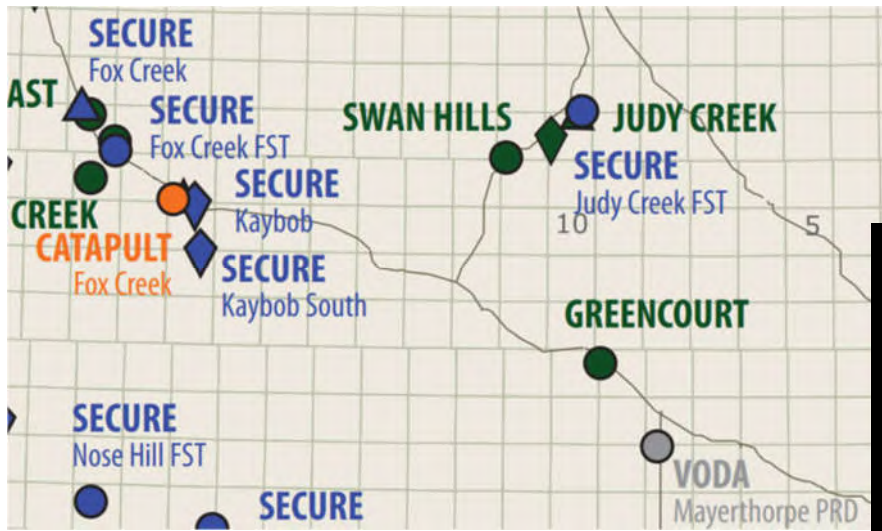 SECURE
Fox Creek
AST
SECURE
Fox Creek FST
SWAN HILLS
JUDY CREEK
SECURE
Judy Creek FST
SECURE
Kaybob
CREEK
10
5
CATAPULT
Fox Creek
SECURE
Kaybob South
GREENCOURT
SECURE
Nose Hill FST
SECURE
VODA
Mayerthorpe PRD